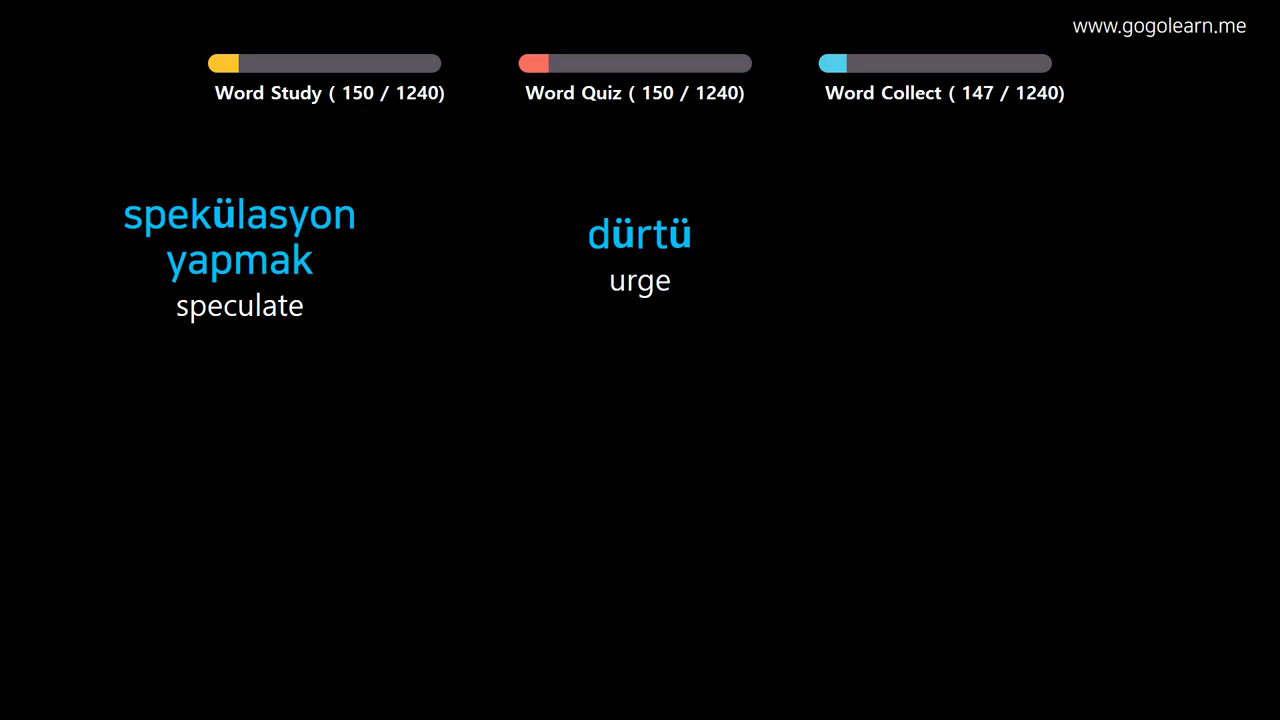 www.gogolearn.me
Word Study ( 150 / 1240)
Word Quiz ( 150 / 1240)
Word Collect ( 147 / 1240)
spekülasyon
yapmak
speculate
dürtü
urge